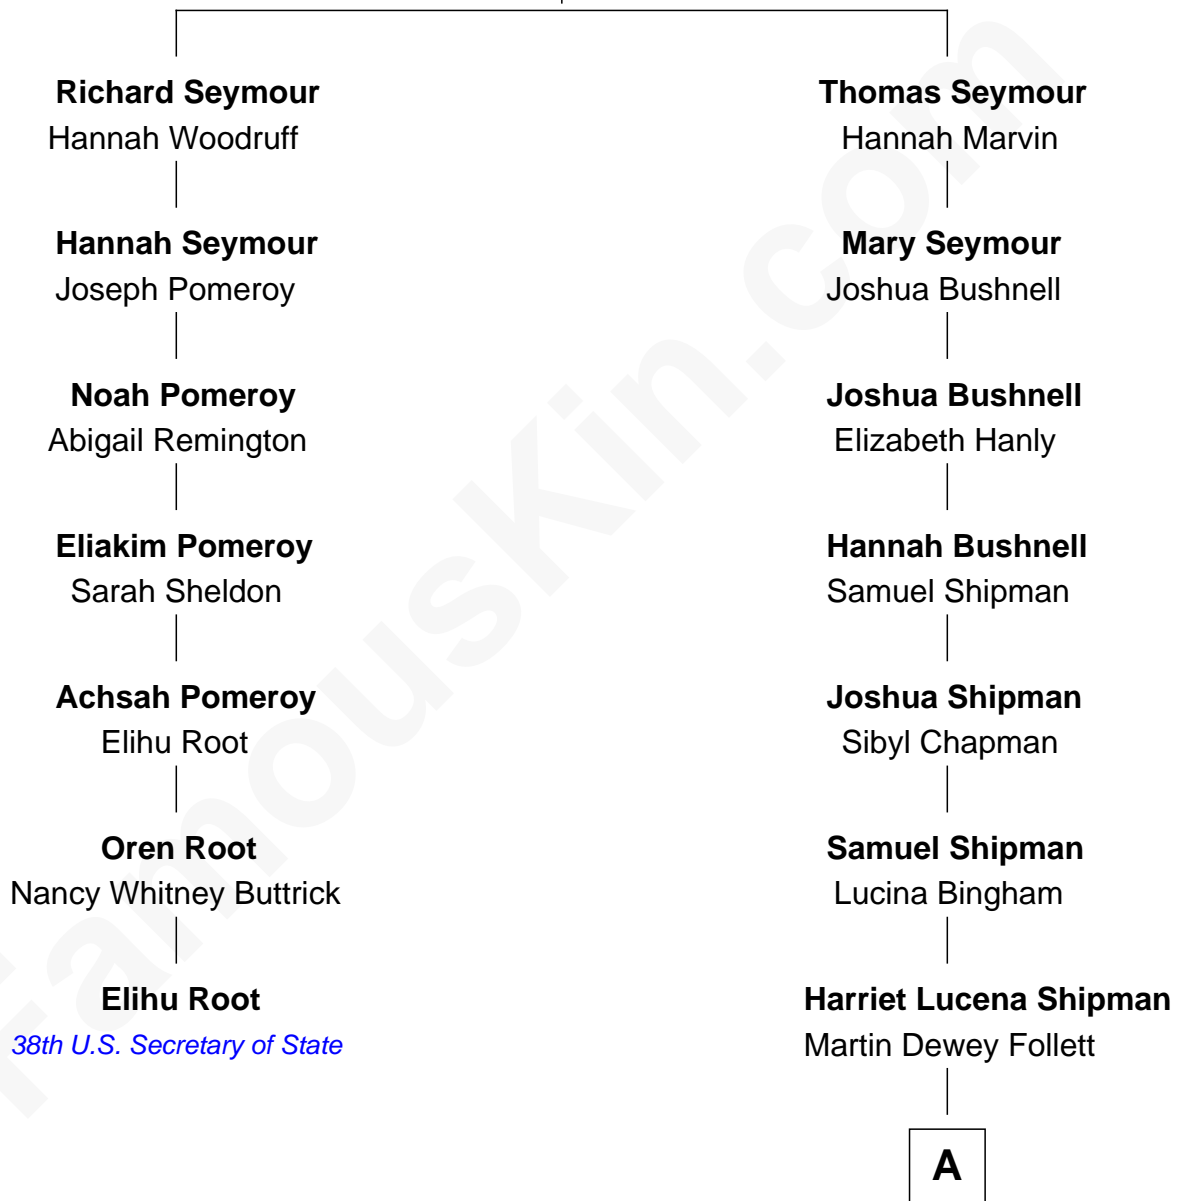 Richard Seymour
Hannah Woodruff
Thomas Seymour
Hannah Marvin
Hannah Seymour
Joseph Pomeroy
Mary Seymour
Joshua Bushnell
Noah Pomeroy
Abigail Remington
Joshua Bushnell
Elizabeth Hanly
Eliakim Pomeroy
Sarah Sheldon
Hannah Bushnell
Samuel Shipman
Achsah Pomeroy
Elihu Root
Joshua Shipman
Sibyl Chapman
Oren Root
Nancy Whitney Buttrick
Samuel Shipman
Lucina Bingham
Elihu Root
38th U.S. Secretary of State
Harriet Lucena Shipman
Martin Dewey Follett
A
FamousKin.com